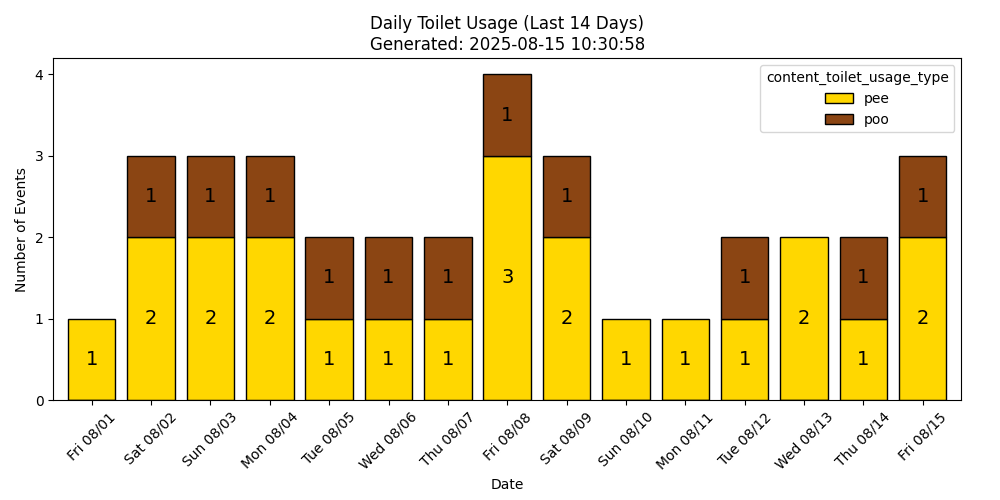 Daily Toilet Usage (Last 14 Days)
Generated: 2025-08-15 10:30:58
content_toilet_usage_type
pee
poo
Number of Events
4
3
2
1
0
1
1 1 1 1 1 1 1 1 1 1 1
1 2 2 2 1 1 1 3 2 1 1 1 2 1 2
Fri 08/01
Sat 08/02
Sun 08/03
Mon 08/04
Tue 08/05
Wed 08/06
Thu 08/07
Fri 08/08
Sat 08/09
Sun 08/10
Mon 08/11
Tue 08/12
Wed 08/13
Thu 08/14
Fri 08/15
Date